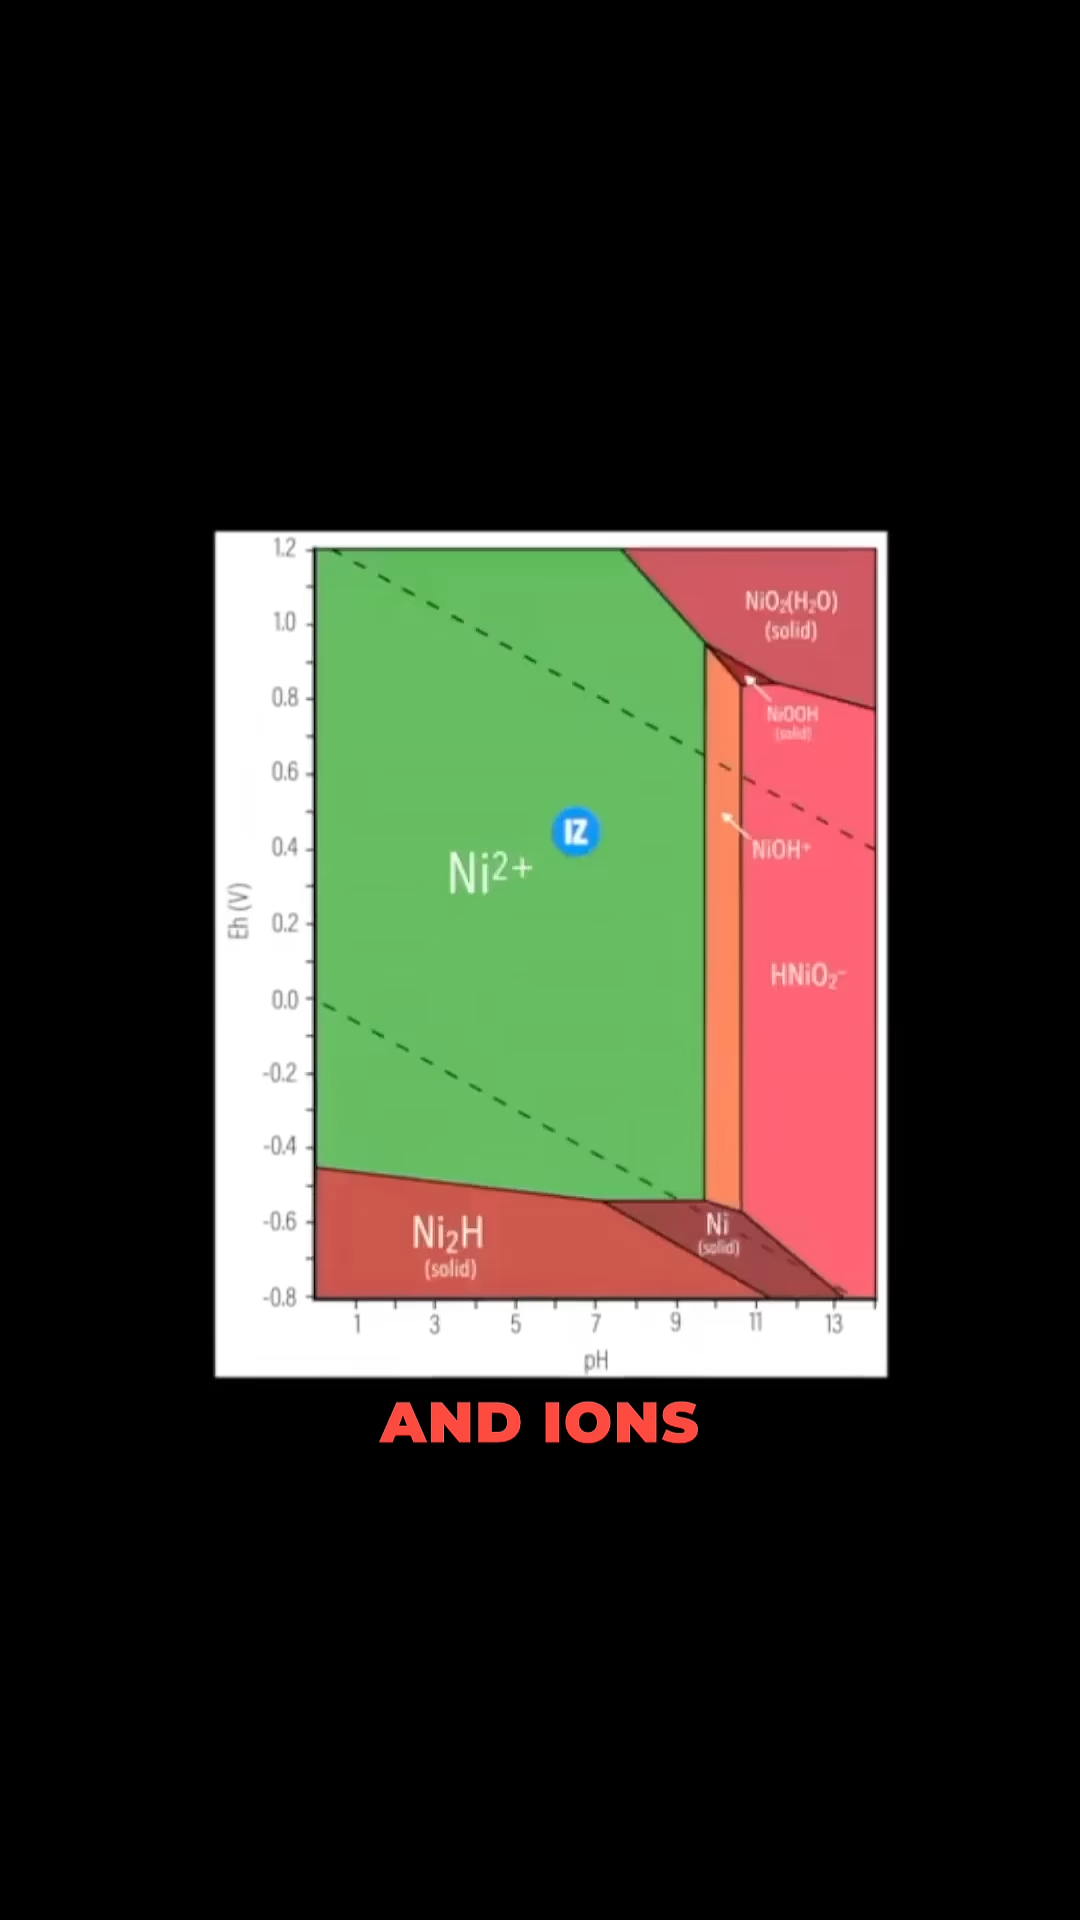 1.2
1.0
0.8
0.6
0.4
0.2
0.0
-0.2
-0.4
-0.6
-0.8
Eh (V)
NiO₂(H₂O)
(solid)
NiOOH
(solid)
IZ
Ni²⁺
NiOH⁺
HNiO₂⁻
Ni₂H
(solid)
Ni
(solid)
1 3 5 7 9 11 13
pH
AND IONS